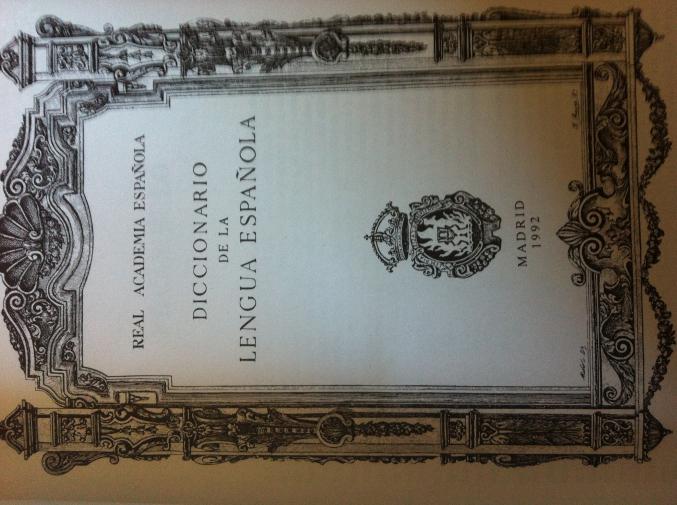 REAL ACADEMIA ESPAÑOLA
DICCIONARIO
DE LA
LENGUA ESPAÑOLA
MADRID
1992